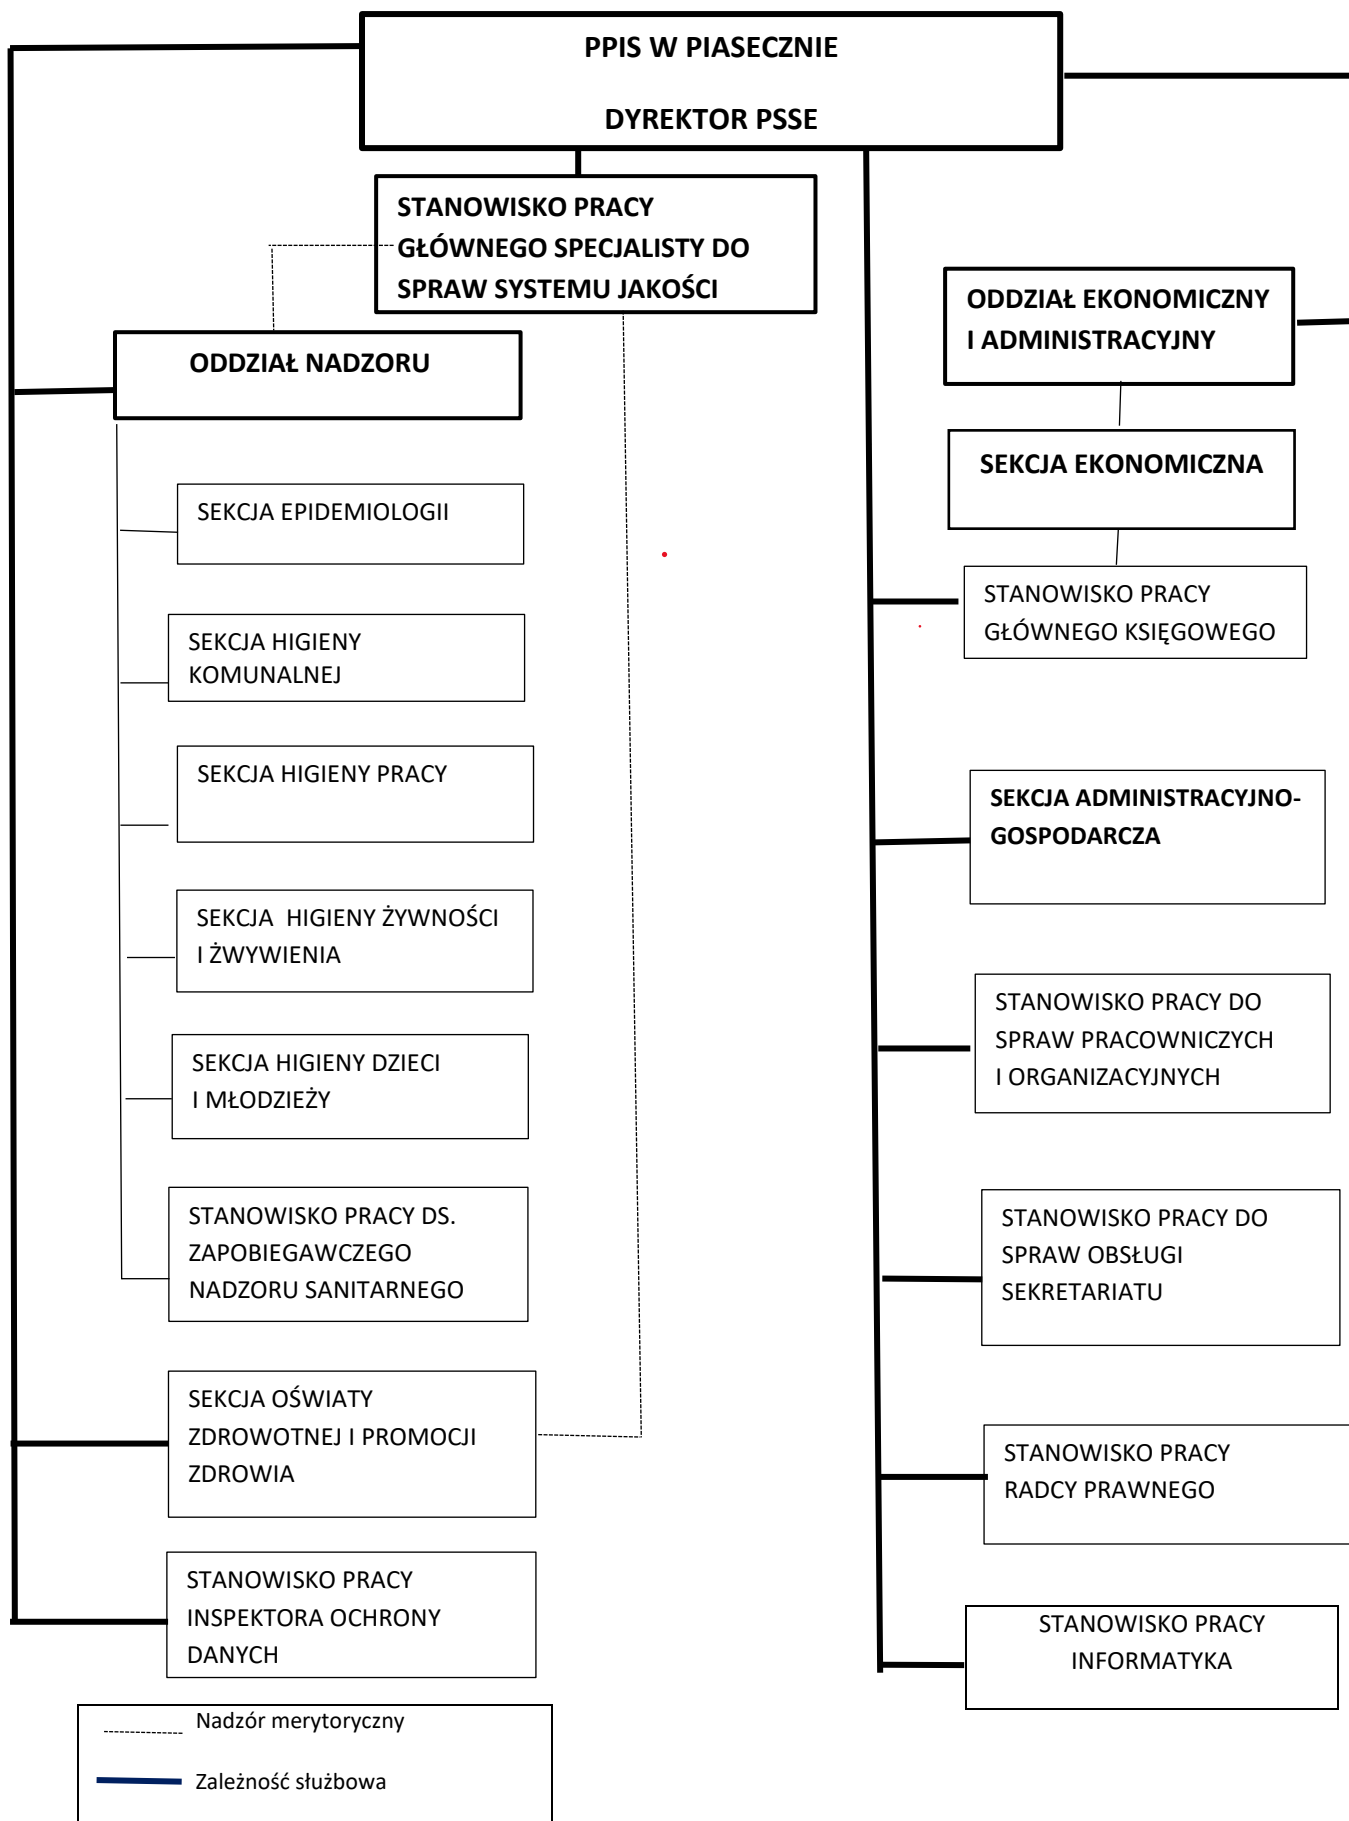 PPIS W PIASECZNIE
DYREKTOR PSSE
STANOWISKO PRACY
GŁÓWNEGO SPECJALISTY DO
SPRAW SYSTEMU JAKOŚCI
ODDZIAŁ NADZORU
SEKCJA EPIDEMIOLOGII
SEKCJA HIGIENY
KOMUNALNEJ
SEKCJA HIGIENY PRACY
SEKCJA  HIGIENY ŻYWNOŚCI
I ŻWYWIENIA
SEKCJA HIGIENY DZIECI
I MŁODZIEŻY
STANOWISKO PRACY DS.
ZAPOBIEGAWCZEGO
NADZORU SANITARNEGO
SEKCJA OŚWIATY
ZDROWOTNEJ I PROMOCJI
ZDROWIA
STANOWISKO PRACY
INSPEKTORA OCHRONY
DANYCH
ODDZIAŁ EKONOMICZNY
I ADMINISTRACYJNY
SEKCJA EKONOMICZNA
STANOWISKO PRACY
GŁÓWNEGO KSIĘGOWEGO
SEKCJA ADMINISTRACYJNO-
GOSPODARCZA
STANOWISKO PRACY DO
SPRAW PRACOWNICZYCH
I ORGANIZACYJNYCH
STANOWISKO PRACY DO
SPRAW OBSŁUGI
SEKRETARIATU
STANOWISKO PRACY
RADCY PRAWNEGO
STANOWISKO PRACY
INFORMATYKA
Nadzór merytoryczny
Zależność służbowa